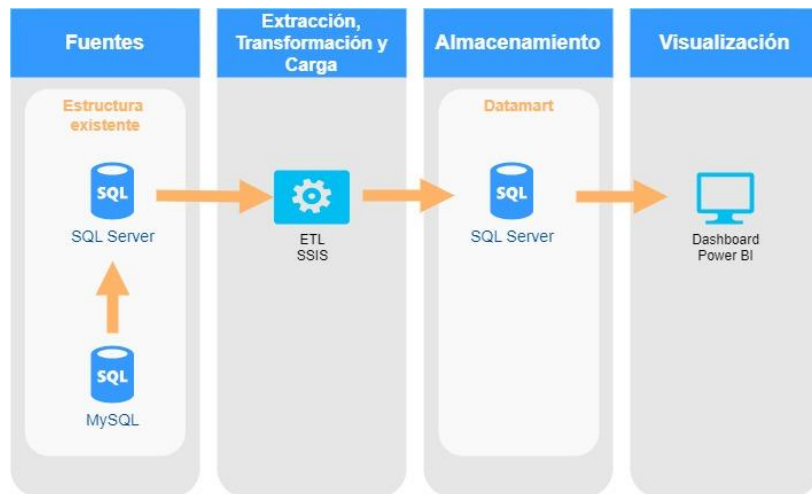 Fuentes
Extracción,
Transformación y
Carga
Almacenamiento
Visualización
Estructura
existente
SQL
SQL Server
SQL
MySQL
ETL
SSIS
Datamart
SQL
SQL Server
Dashboard
Power BI